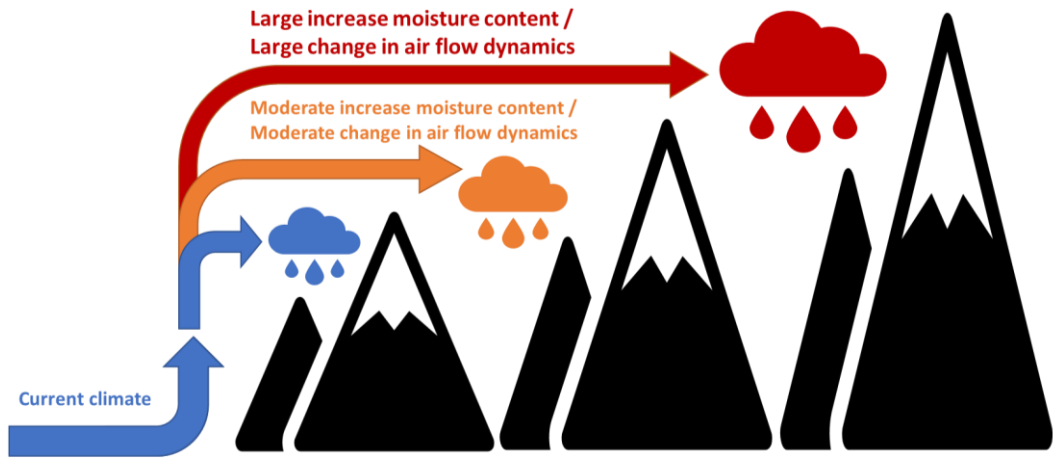 Large increase moisture content /
Large change in air flow dynamics
Moderate increase moisture content /
Moderate change in air flow dynamics
Current climate